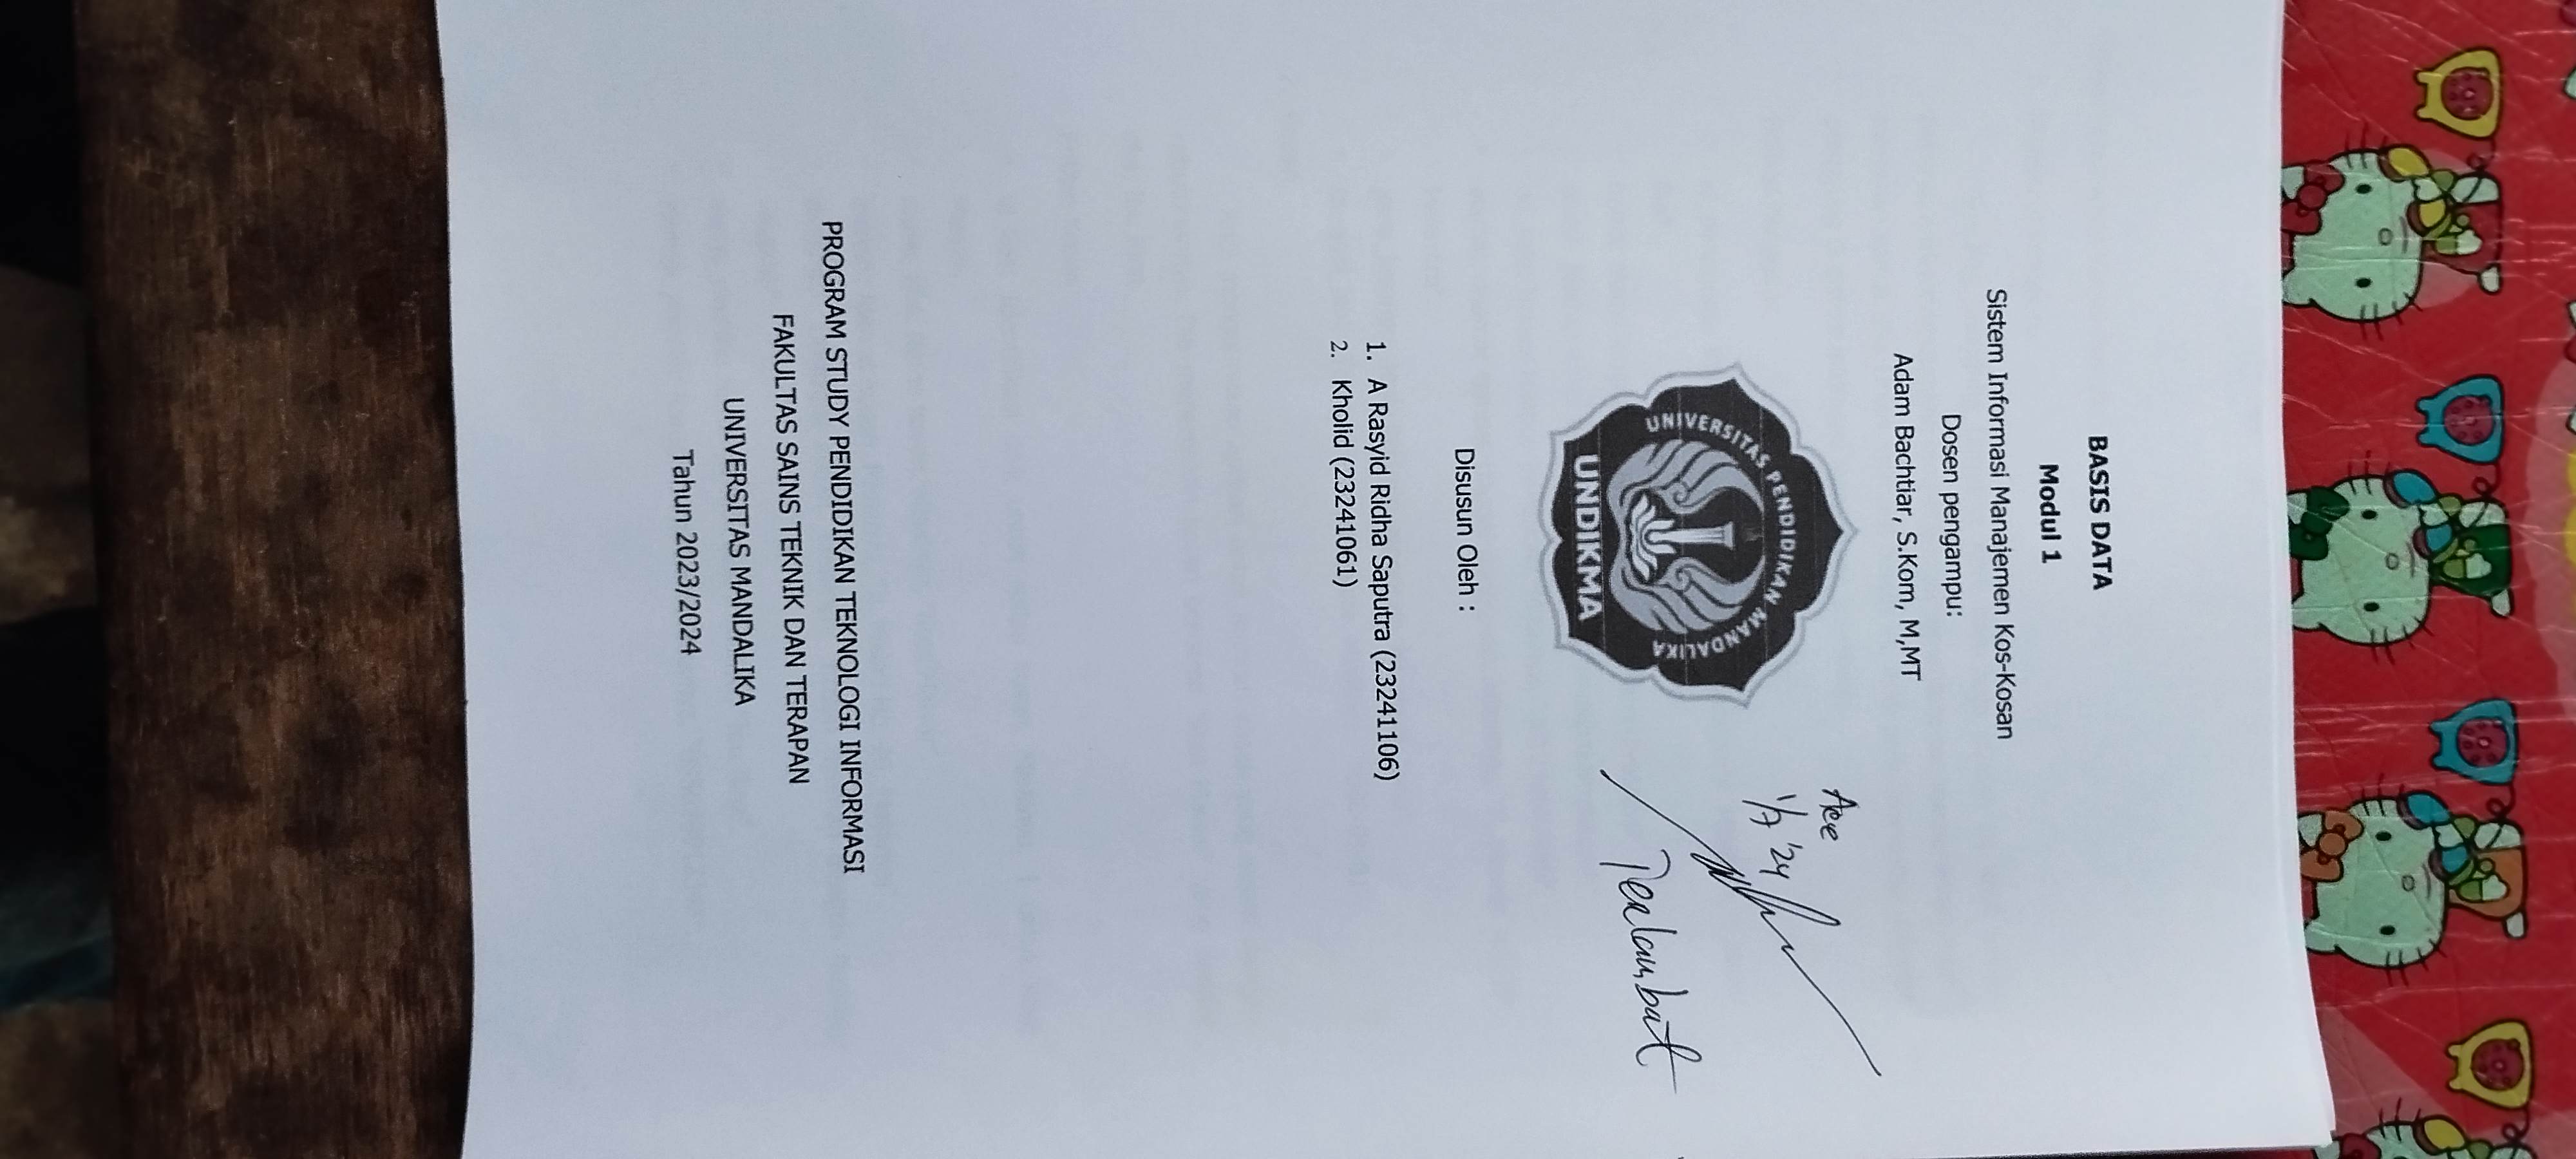 BASIS DATA
Modul 1
Sistem Informasi Manajemen Kos-Kosan
Dosen pengampu:
Adam Bachtiar, S.Kom, M,MT
UNIVERSITAS PENDIDIKAN MANDALIKA
UNDIKMA
Acc
1/7 '24
Terlambat
Disusun Oleh :
1. A Rasyid Ridha Saputra (23241106)
2. Kholid (23241061)
PROGRAM STUDY PENDIDIKAN TEKNOLOGI INFORMASI
FAKULTAS SAINS TEKNIK DAN TERAPAN
UNIVERSITAS MANDALIKA
Tahun 2023/2024